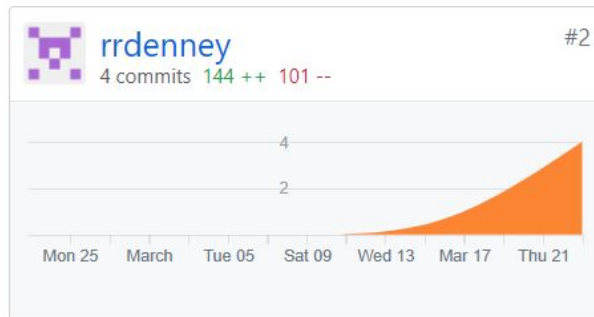 rrdenney #2
4 commits 144 ++ 101 --
4
2
Mon 25 March Tue 05 Sat 09 Wed 13 Mar 17 Thu 21